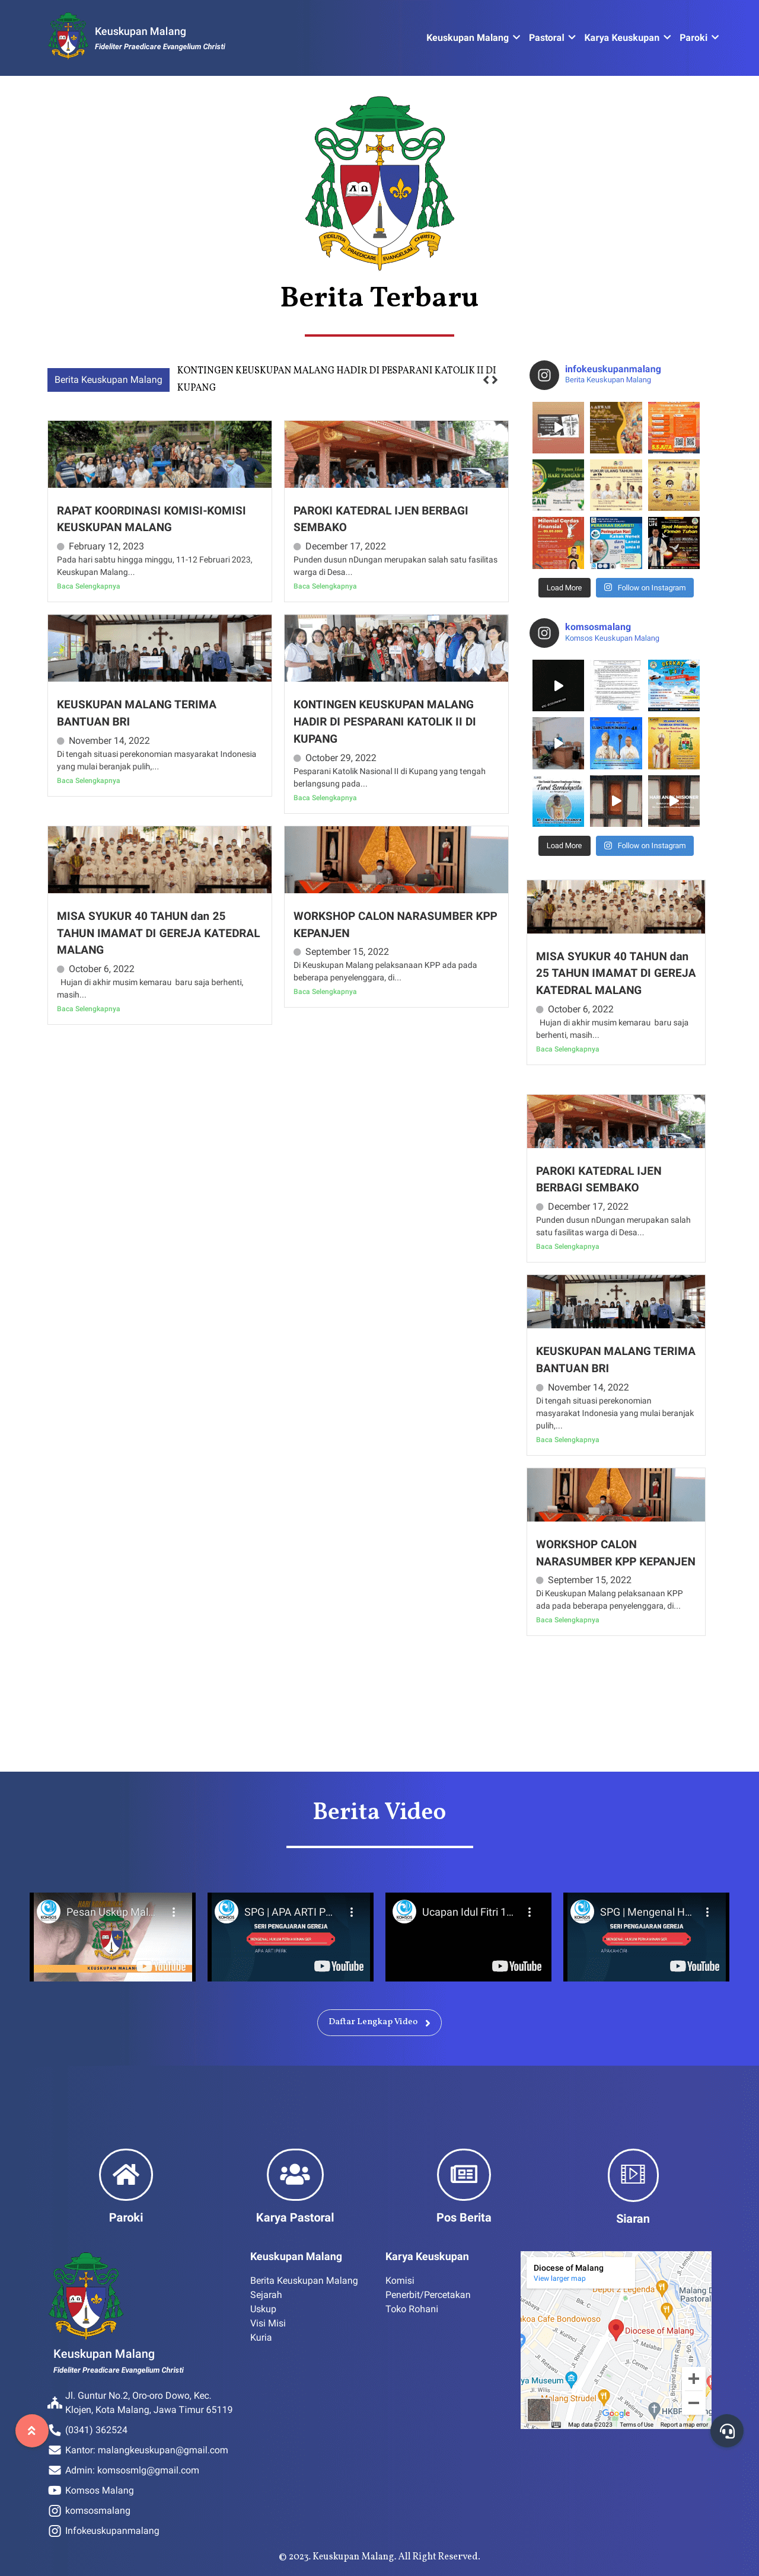 Keuskupan Malang
Fideliter Praedicare Evangelium Christi
Keuskupan Malang
Pastoral
Karya Keuskupan
Paroki
FIDELITER PRAEDICARE EVANGELIUM CHRISTI
Berita Terbaru
Berita Keuskupan Malang
KONTINGEN KEUSKUPAN MALANG HADIR DI PESPARANI KATOLIK II DI
KUPANG
RAPAT KOORDINASI KOMISI-KOMISI
KEUSKUPAN MALANG
February 12, 2023
Pada hari sabtu hingga minggu, 11-12 Februari 2023,
Keuskupan Malang...
Baca Selengkapnya
PAROKI KATEDRAL IJEN BERBAGI
SEMBAKO
December 17, 2022
Punden dusun nDungan merupakan salah satu fasilitas
warga di Desa...
Baca Selengkapnya
KEUSKUPAN MALANG TERIMA
BANTUAN BRI
November 14, 2022
Di tengah situasi perekonomian masyarakat Indonesia
yang mulai beranjak pulih,...
Baca Selengkapnya
KONTINGEN KEUSKUPAN MALANG
HADIR DI PESPARANI KATOLIK II DI
KUPANG
October 29, 2022
Pesparani Katolik Nasional II di Kupang yang tengah
berlangsung pada...
Baca Selengkapnya
MISA SYUKUR 40 TAHUN dan 25
TAHUN IMAMAT DI GEREJA KATEDRAL
MALANG
October 6, 2022
Hujan di akhir musim kemarau  baru saja berhenti,
masih...
Baca Selengkapnya
WORKSHOP CALON NARASUMBER KPP
KEPANJEN
September 15, 2022
Di Keuskupan Malang pelaksanaan KPP ada pada
beberapa penyelenggara, di...
Baca Selengkapnya
infokeuskupanmalang
Berita Keuskupan Malang
Load More
Follow on Instagram
komsosmalang
Komsos Keuskupan Malang
Load More
Follow on Instagram
MISA SYUKUR 40 TAHUN dan
25 TAHUN IMAMAT DI GEREJA
KATEDRAL MALANG
October 6, 2022
Hujan di akhir musim kemarau  baru saja
berhenti, masih...
Baca Selengkapnya
PAROKI KATEDRAL IJEN
BERBAGI SEMBAKO
December 17, 2022
Punden dusun nDungan merupakan salah
satu fasilitas warga di Desa...
Baca Selengkapnya
KEUSKUPAN MALANG TERIMA
BANTUAN BRI
November 14, 2022
Di tengah situasi perekonomian
masyarakat Indonesia yang mulai beranjak
pulih,...
Baca Selengkapnya
WORKSHOP CALON
NARASUMBER KPP KEPANJEN
September 15, 2022
Di Keuskupan Malang pelaksanaan KPP
ada pada beberapa penyelenggara, di...
Baca Selengkapnya
Berita Video
Pesan Uskup Mal...
KEUSKUPAN MALANG
YouTube
SPG | APA ARTI P...
SERI PENGAJARAN GEREJA
YouTube
Ucapan Idul Fitri 1...
YouTube
SPG | Mengenal H...
SERI PENGAJARAN GEREJA
YouTube
Daftar Lengkap Video
Paroki
Karya Pastoral
Pos Berita
Siaran
Keuskupan Malang
Fideliter Preadicare Evangelium Christi
Jl. Guntur No.2, Oro-oro Dowo, Kec.
Klojen, Kota Malang, Jawa Timur 65119
(0341) 362524
Kantor: malangkeuskupan@gmail.com
Admin: komsosmlg@gmail.com
Komsos Malang
komsosmalang
Infokeuskupanmalang
Keuskupan Malang
Berita Keuskupan Malang
Sejarah
Uskup
Visi Misi
Kuria
Karya Keuskupan
Komisi
Penerbit/Percetakan
Toko Rohani
Diocese of Malang
View larger map
Depot 2 Legenda
koa Cafe Bondowoso
Diocese of Malang
ya Museum
Malang Strudel
Google
Map data ©2023
Terms of Use
Report a map error
© 2023. Keuskupan Malang. All Right Reserved.